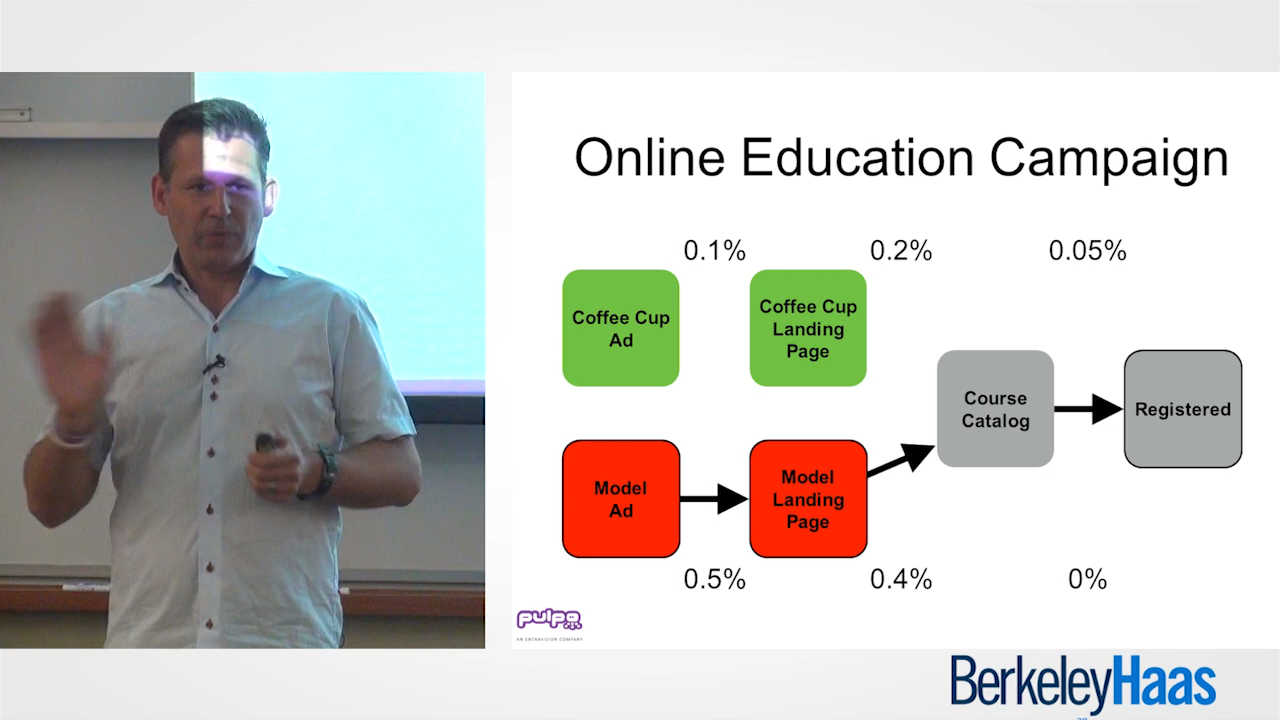 Online Education Campaign
0.1%
0.2%
0.05%
Coffee Cup
Ad
Coffee Cup
Landing
Page
Course
Catalog
Registered
Model
Ad
Model
Landing
Page
0.5%
0.4%
0%
pulpo
AN ENTRAVISION COMPANY
BerkeleyHaas